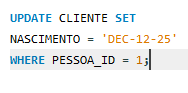 UPDATE CLIENTE SET
NASCIMENTO = 'DEC-12-25'
WHERE PESSOA_ID = 1;